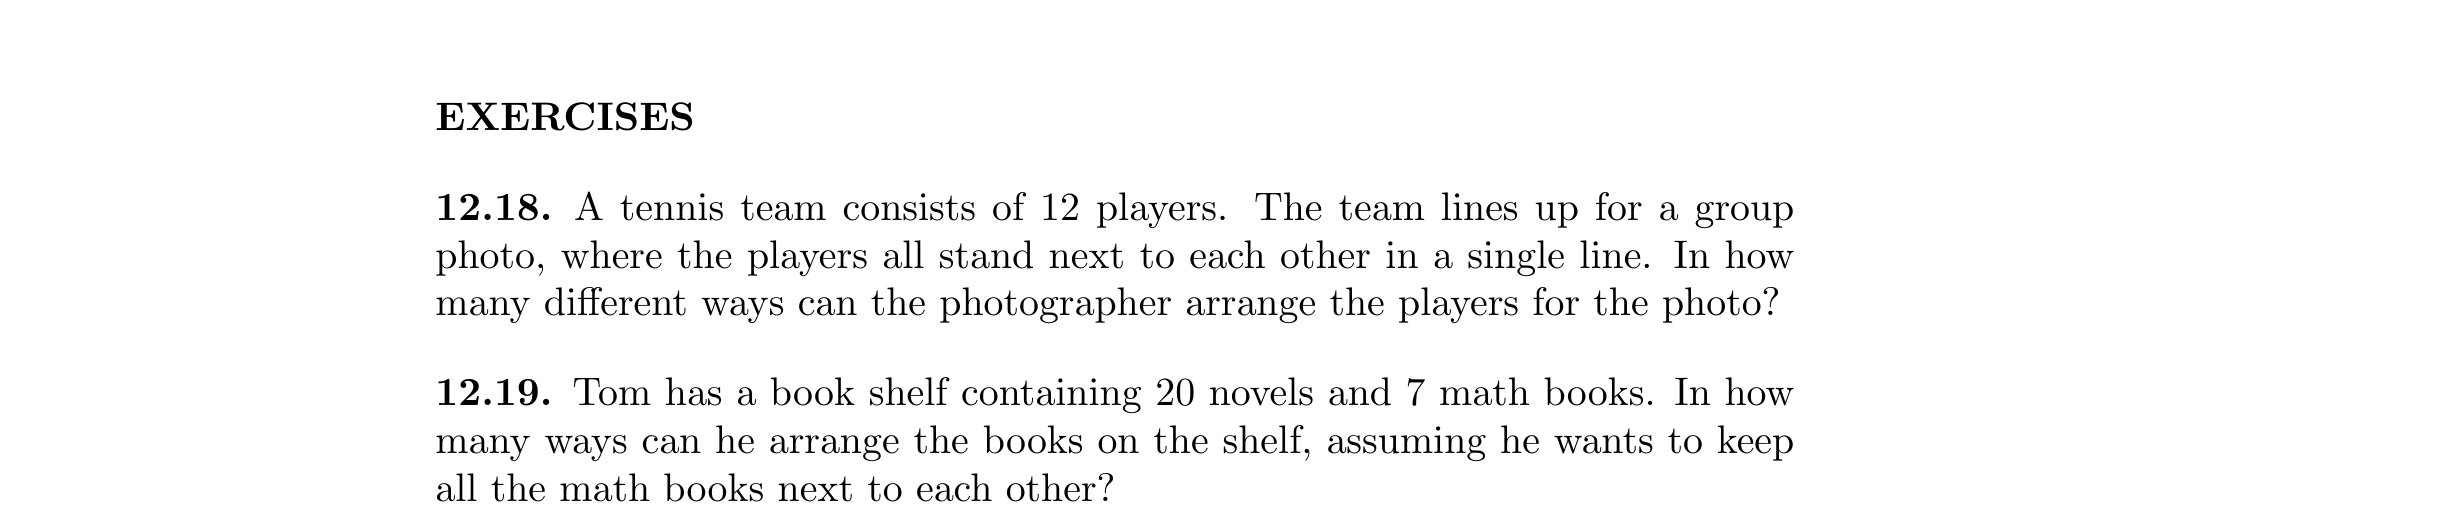 EXERCISES
12.18. A tennis team consists of 12 players. The team lines up for a group
photo, where the players all stand next to each other in a single line. In how
many different ways can the photographer arrange the players for the photo?
12.19. Tom has a book shelf containing 20 novels and 7 math books. In how
many ways can he arrange the books on the shelf, assuming he wants to keep
all the math books next to each other?